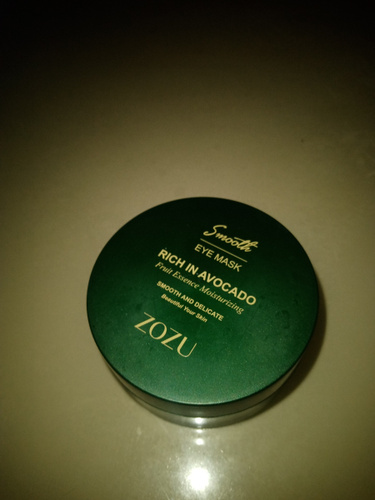 Smooth
EYE MASK
RICH IN AVOCADO
Fruit Essence Moisturizing
SMOOTH AND DELICATE
Beautiful Your Skin
ZOZU